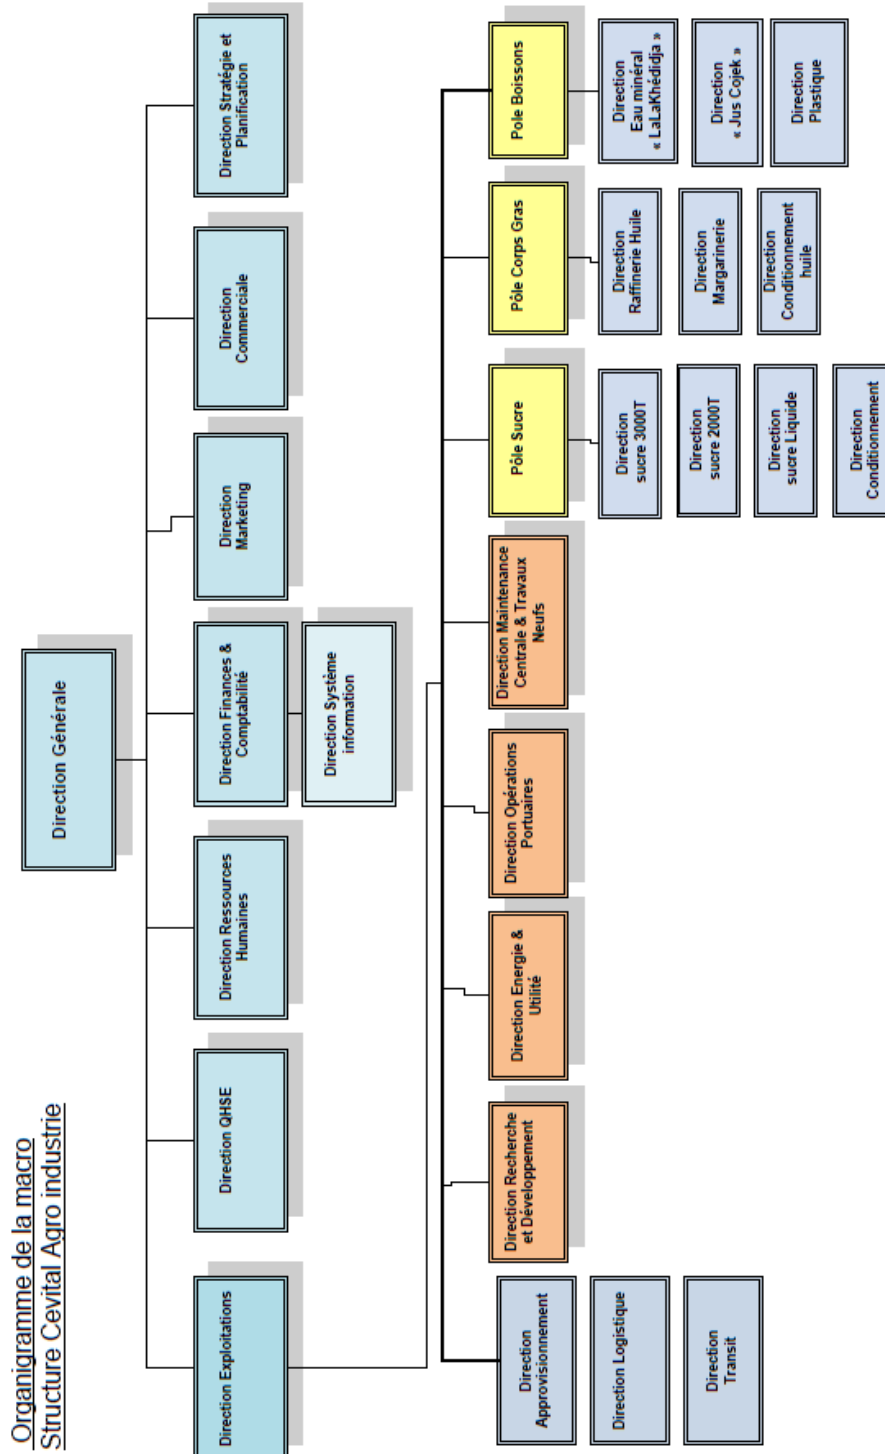 Organigramme de la macro
Structure Cevital Agro industrie
Direction Générale
Direction Exploitations
Direction QHSE
Direction Ressources
Humaines
Direction Finances &
Comptabilité
Direction Système
information
Direction
Marketing
Direction
Commerciale
Direction Stratégie et
Planification
Direction
Approvisionnement
Direction Logistique
Direction
Transit
Direction Recherche
et Développement
Direction Energie &
Utilité
Direction Opérations
Portuaires
Direction Maintenance
Centrale & Travaux
Neufs
Pôle Sucre
Direction
sucre 3000T
Direction
sucre 2000T
Direction
sucre Liquide
Direction
Conditionnement
Pôle Corps Gras
Direction
Raffinerie Huile
Direction
Margarinerie
Direction
Conditionnement
huile
Pole Boissons
Direction
Eau minéral
« LaLaKhédidja »
Direction
« Jus Cojek »
Direction
Plastique